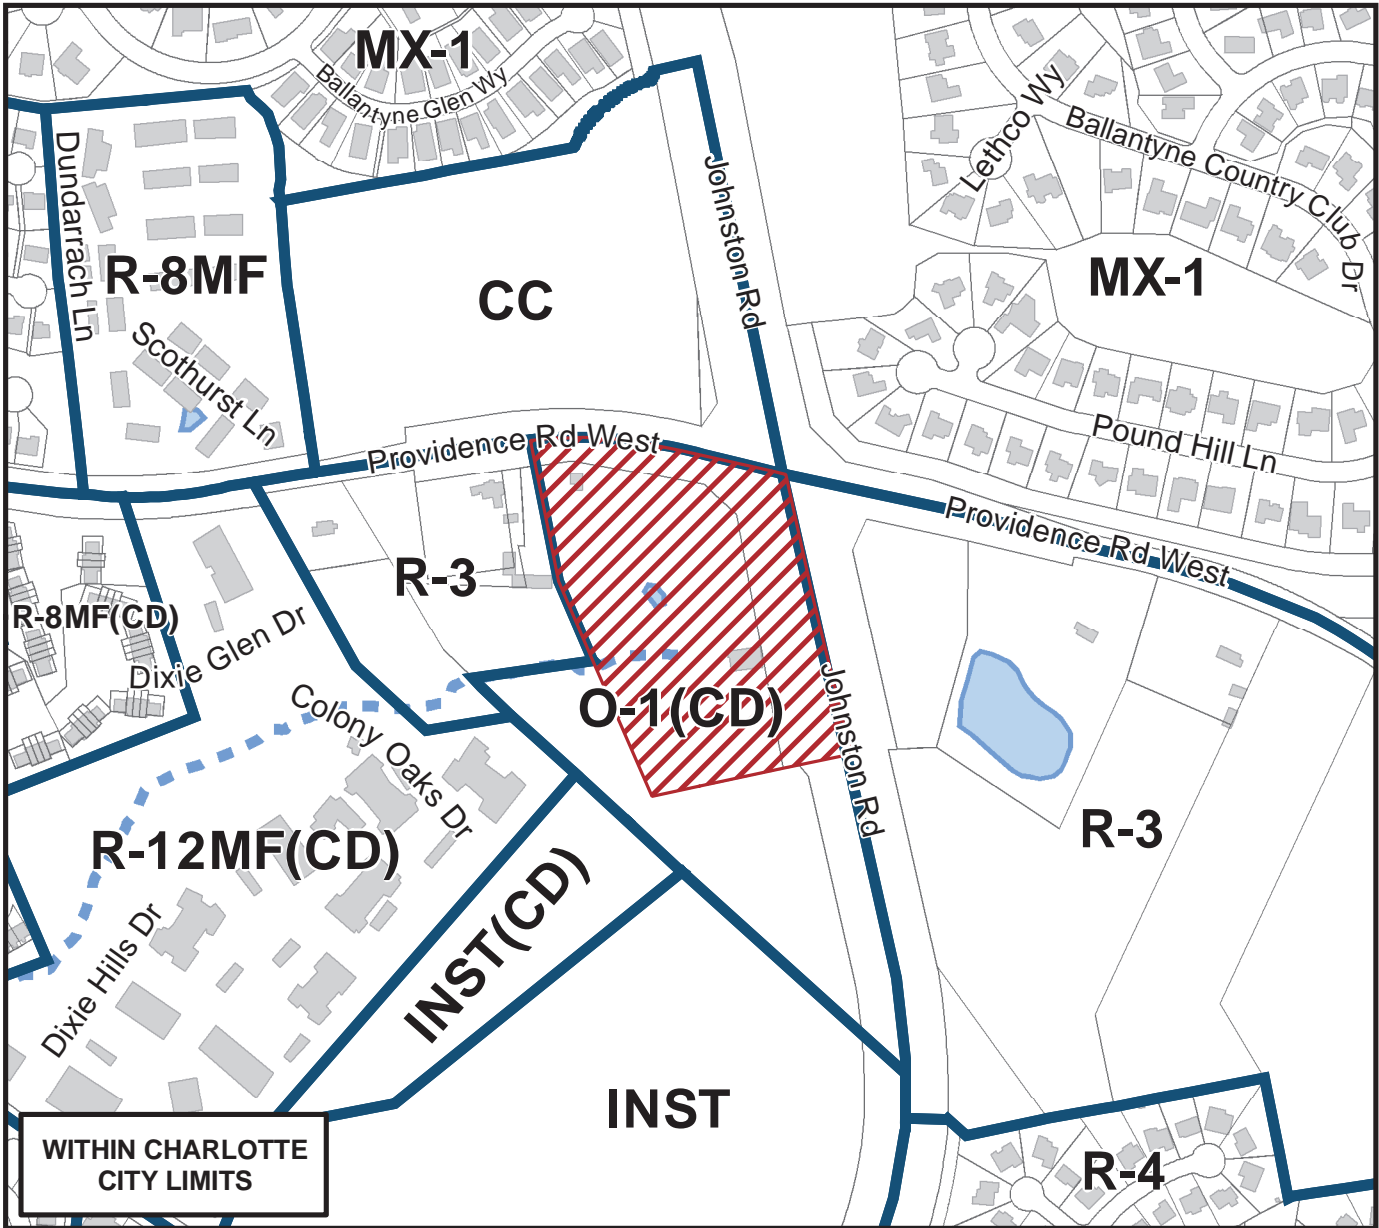 MX-1
Ballantyne Glen Wy
Lethco Wy
Ballantyne Country Club Dr
Dundarrach Ln
Johnston Rd
R-8MF
CC
MX-1
Scothurst Ln
Providence Rd West
Pound Hill Ln
Providence Rd West
R-3
R-8MF(CD)
Dixie Glen Dr
Colony Oaks Dr
O-1(CD)
Johnston Rd
R-3
R-12MF(CD)
INST(CD)
Dixie Hills Dr
INST
WITHIN CHARLOTTE
CITY LIMITS
R-4